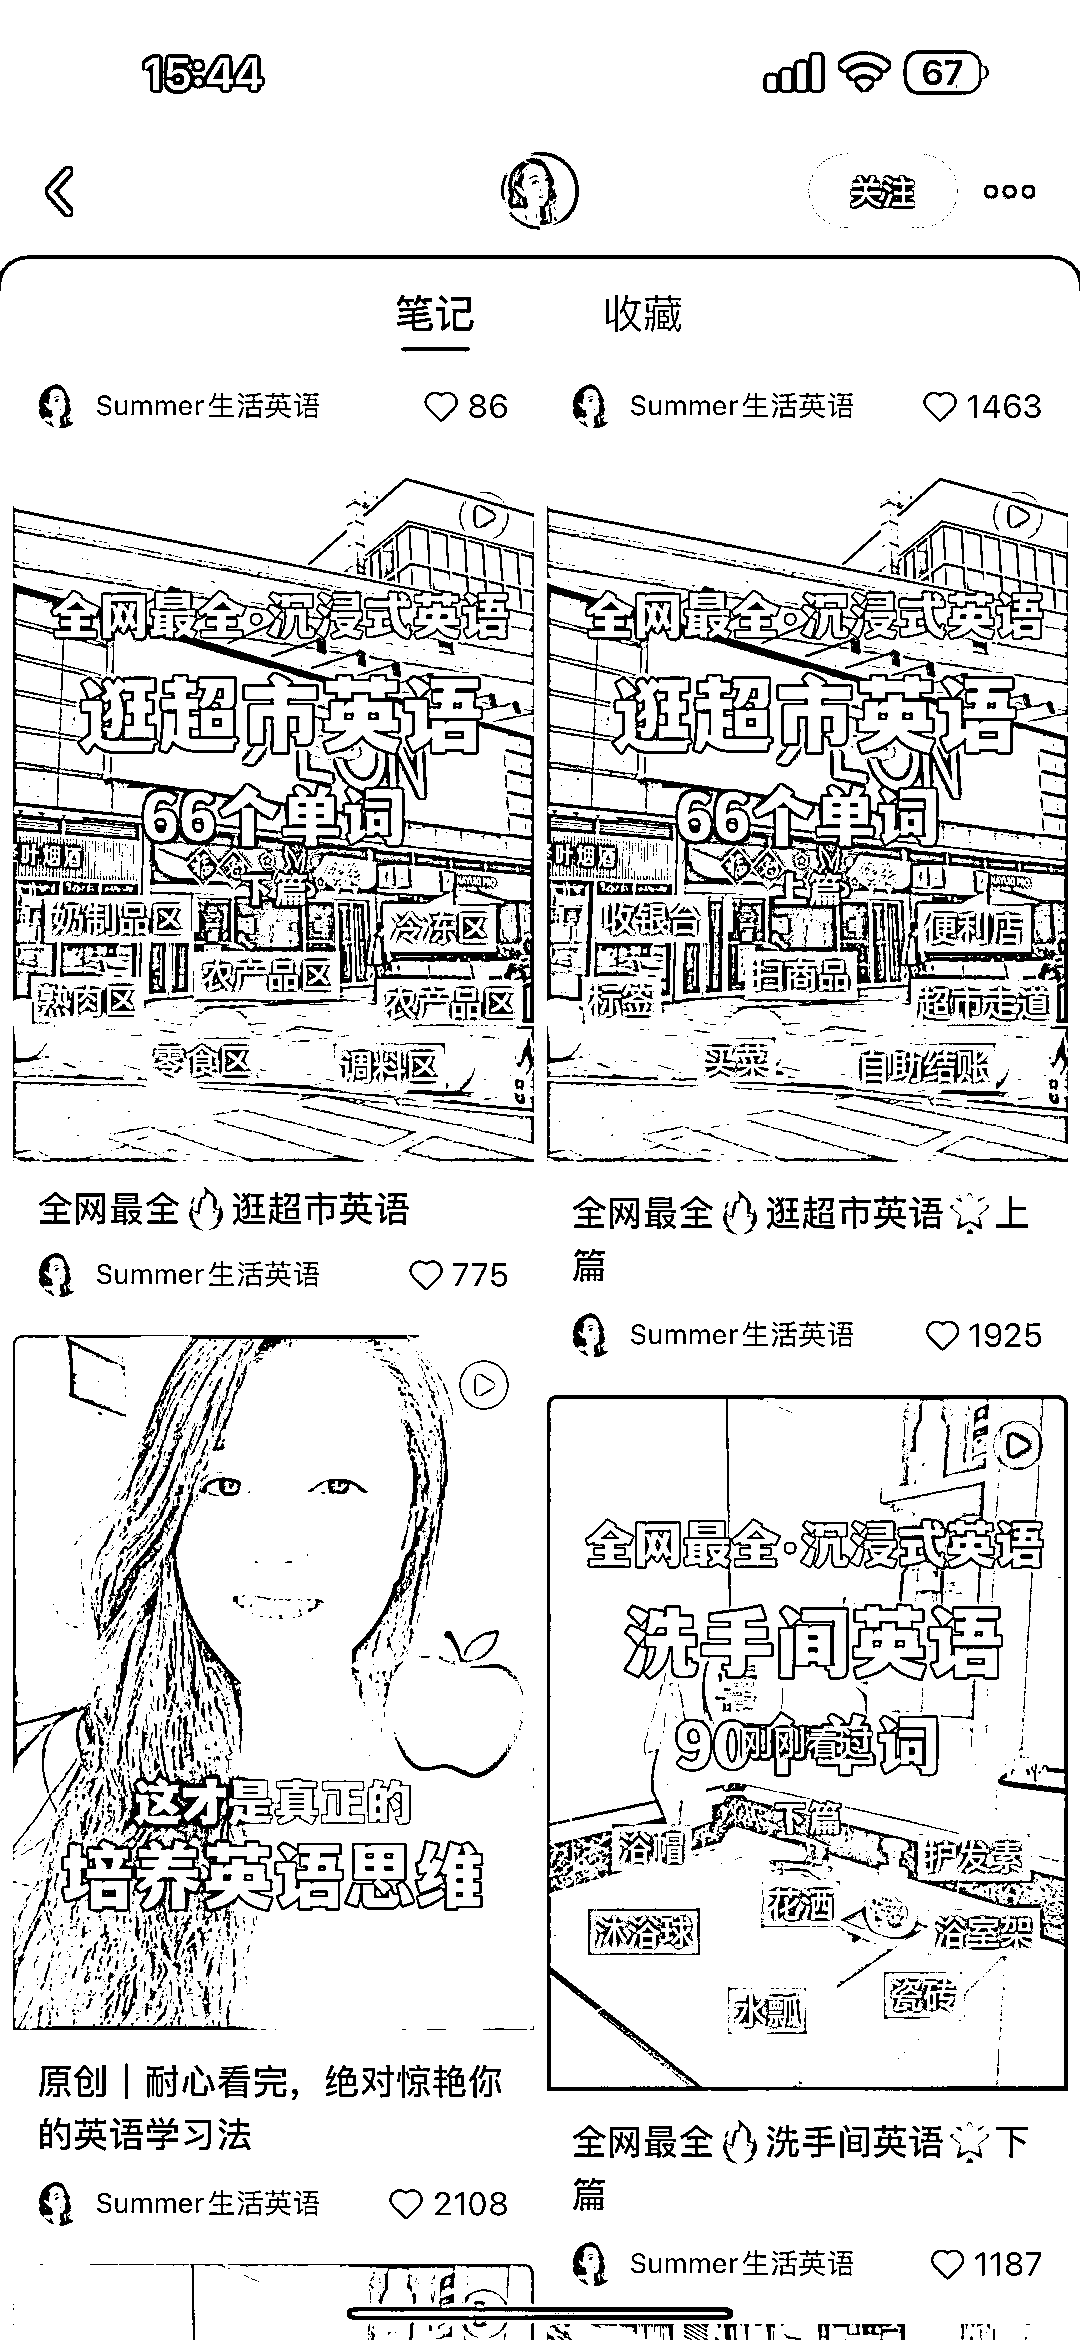 15:44
67
关注
笔记
收藏
Summer生活英语
86
Summer生活英语
1463
全网最全·沉浸式英语
逛超市英语
LON
66个单词
下篇
奶制品区
冷冻区
农产品区
熟肉区
农产品区
零食区
调料区
全网最全🔥逛超市英语
Summer生活英语
775
全网最全·沉浸式英语
逛超市英语
LON
66个单词
上篇
收银台
便利店
扫商品
标签
超市走道
买菜
自助结账
全网最全🔥逛超市英语🌟上
篇
Summer生活英语
1925
这才是真正的
培养英语思维
原创｜耐心看完，绝对惊艳你
的英语学习法
Summer生活英语
2108
全网最全·沉浸式英语
洗手间英语
90个单词
刚刚看过
下篇
浴帽
护发素
花洒
沐浴球
浴室架
瓷砖
水瓢
全网最全🔥洗手间英语🌟下
篇
Summer生活英语
1187